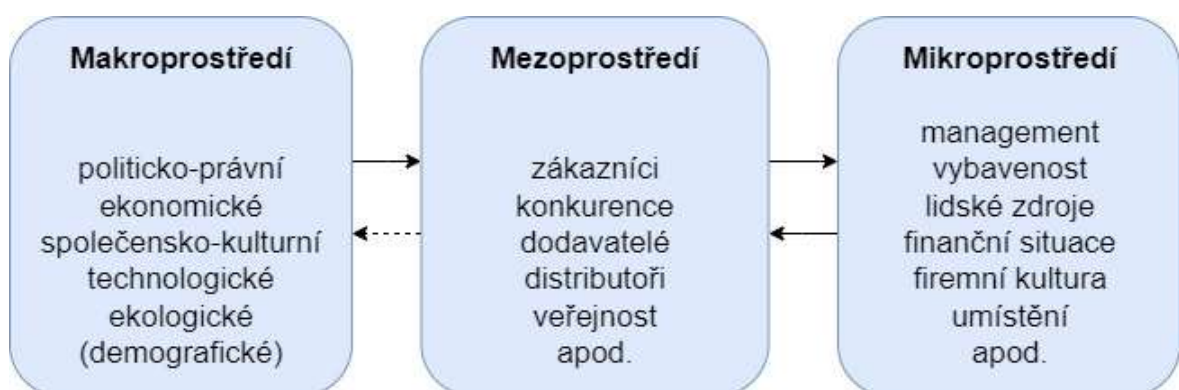 Makroprostředí
politicko-právní
ekonomické
společensko-kulturní
technologické
ekologické
(demografické)
Mezoprostředí
zákazníci
konkurence
dodavatelé
distributoři
veřejnost
apod.
Mikroprostředí
management
vybavenost
lidské zdroje
finanční situace
firemní kultura
umístění
apod.